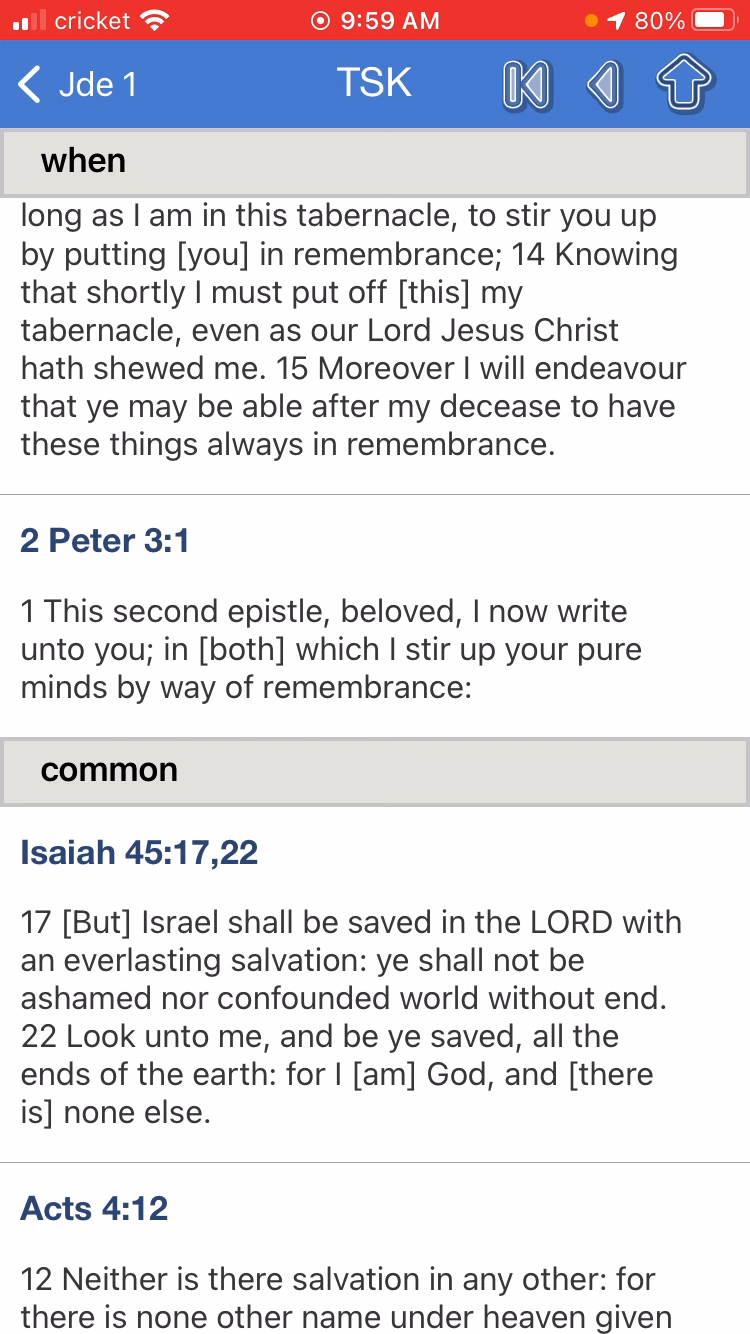 cricket 9:59 AM 80%
Jde 1 TSK
when
long as I am in this tabernacle, to stir you up
by putting [you] in remembrance; 14 Knowing
that shortly I must put off [this] my
tabernacle, even as our Lord Jesus Christ
hath shewed me. 15 Moreover I will endeavour
that ye may be able after my decease to have
these things always in remembrance.
2 Peter 3:1
1 This second epistle, beloved, I now write
unto you; in [both] which I stir up your pure
minds by way of remembrance:
common
Isaiah 45:17,22
17 [But] Israel shall be saved in the LORD with
an everlasting salvation: ye shall not be
ashamed nor confounded world without end.
22 Look unto me, and be ye saved, all the
ends of the earth: for I [am] God, and [there
is] none else.
Acts 4:12
12 Neither is there salvation in any other: for
there is none other name under heaven given